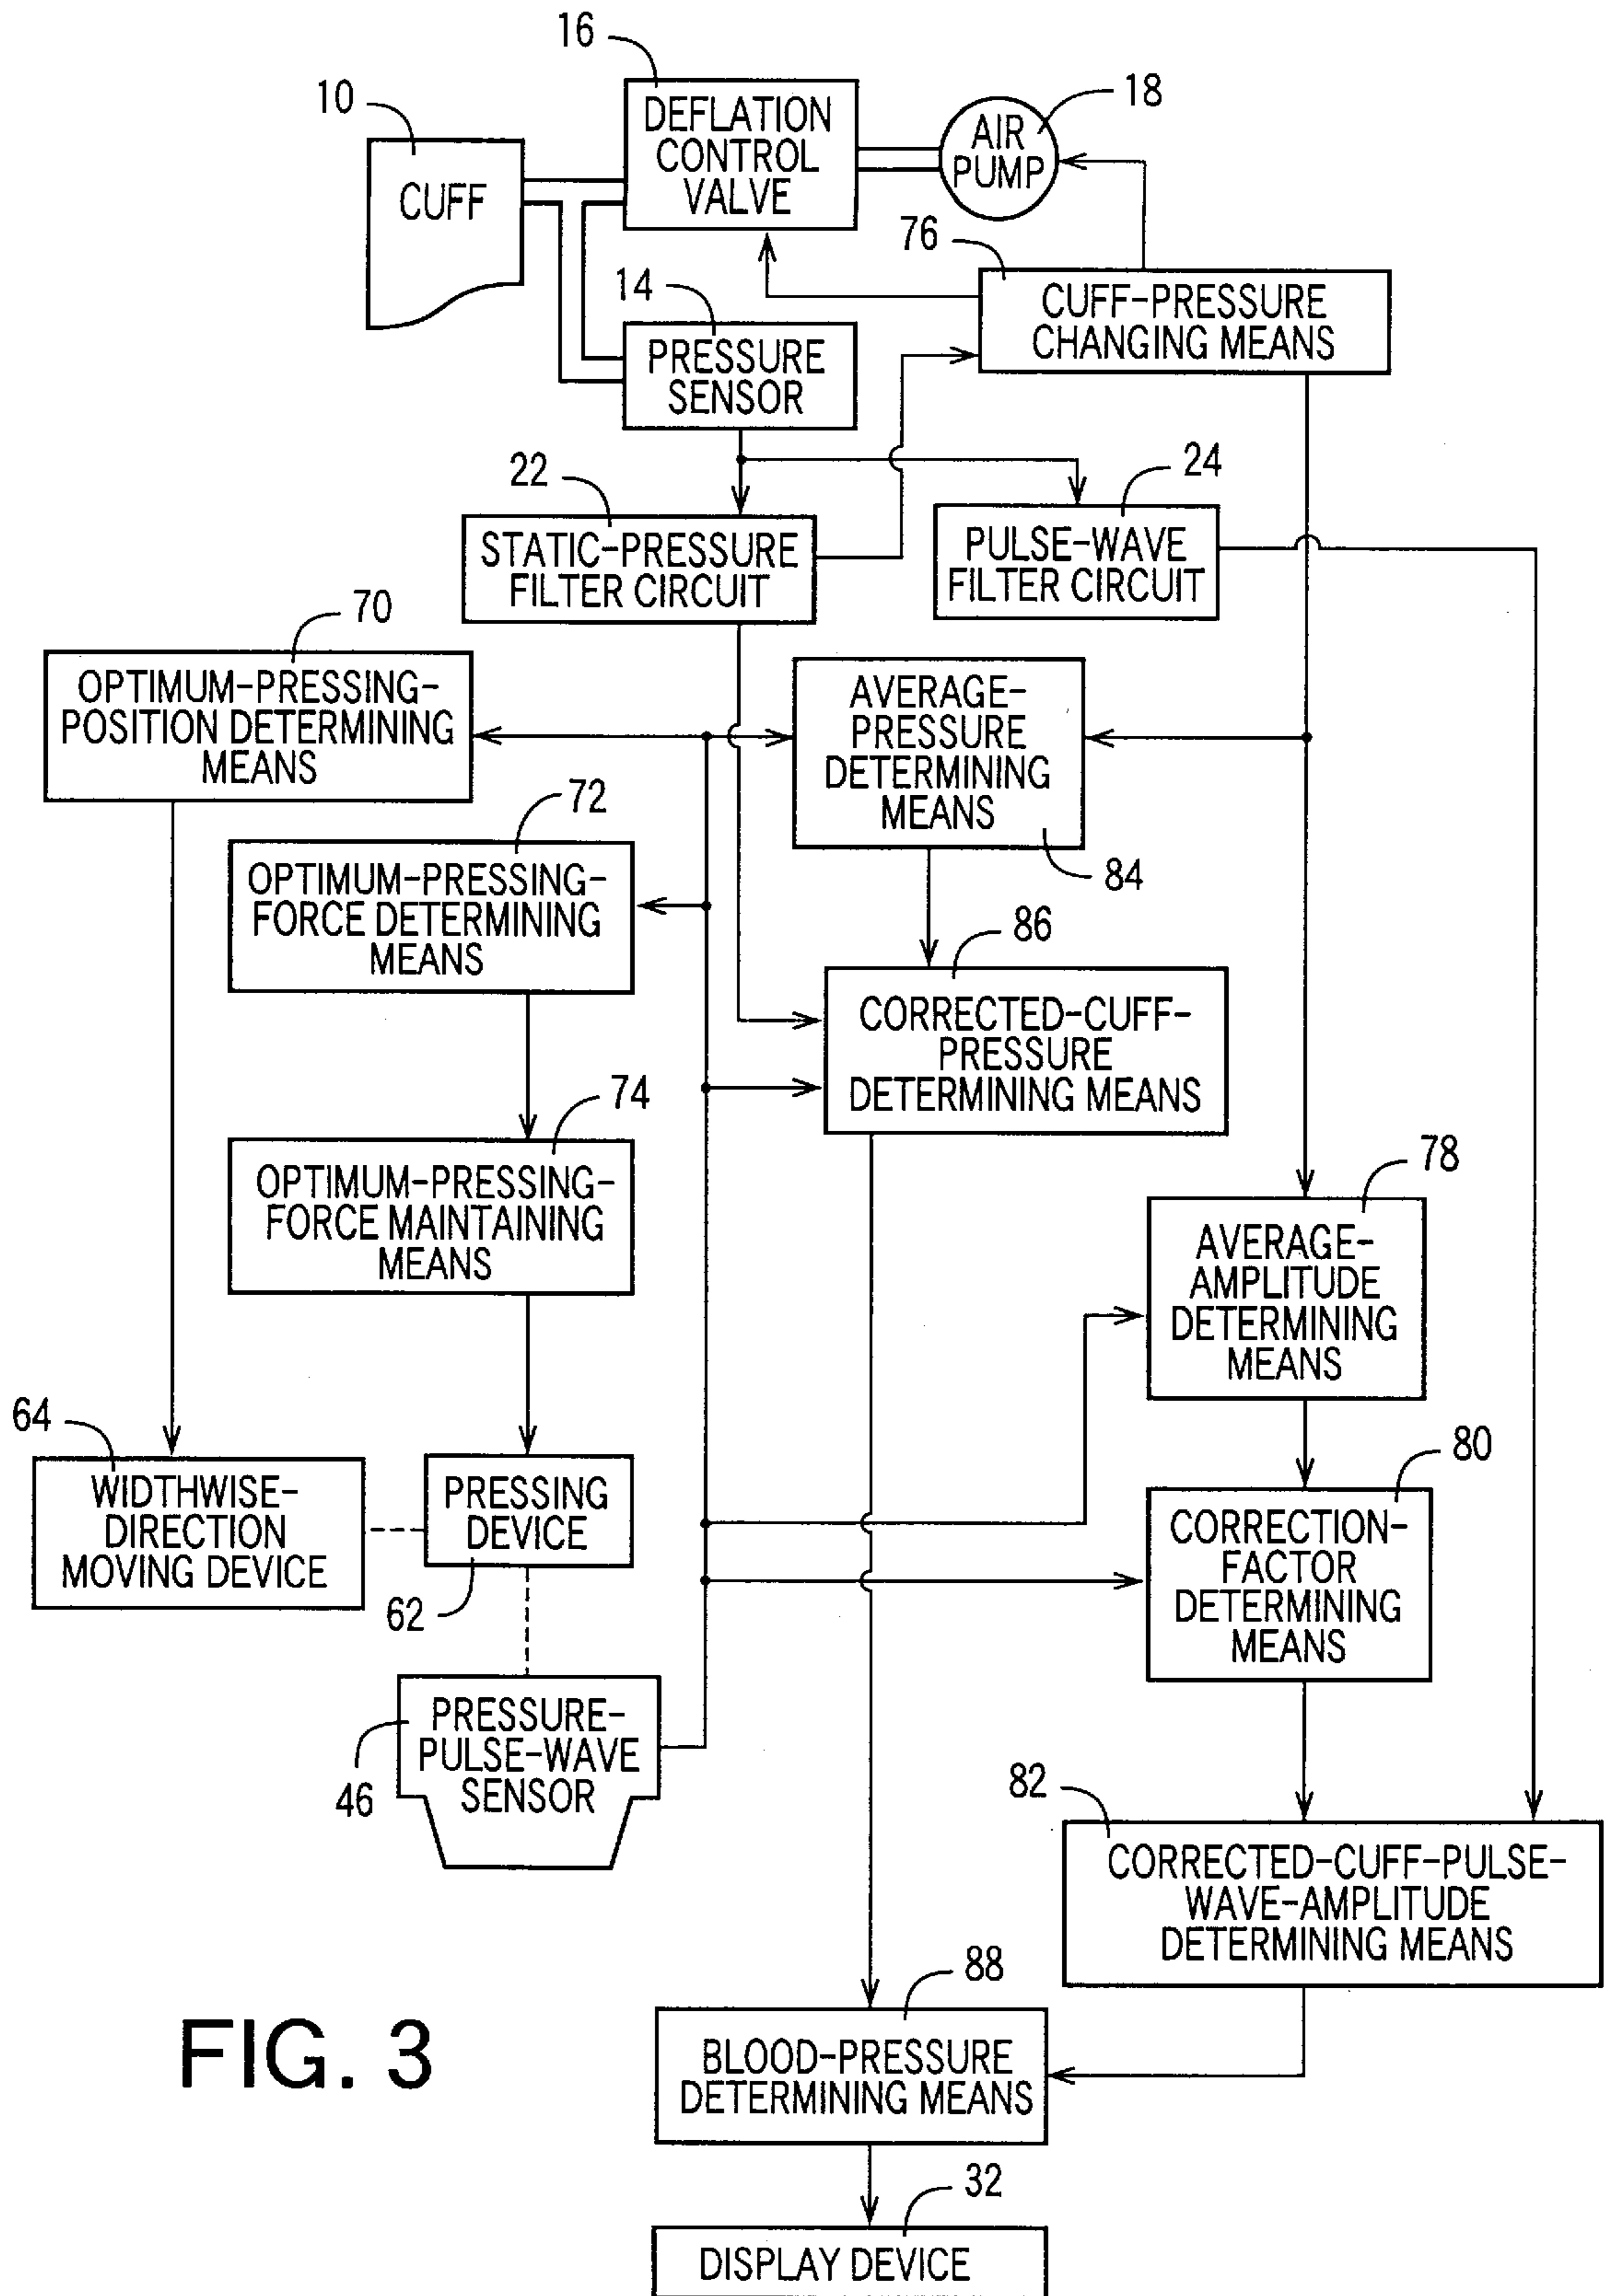 16
10
DEFLATION
CONTROL
VALVE
AIR
PUMP
18
CUFF
76
14
CUFF-PRESSURE
CHANGING MEANS
PRESSURE
SENSOR
22
24
STATIC-PRESSURE
FILTER CIRCUIT
PULSE-WAVE
FILTER CIRCUIT
70
OPTIMUM-PRESSING-
POSITION DETERMINING
MEANS
AVERAGE-
PRESSURE
DETERMINING
MEANS
72
84
OPTIMUM-PRESSING-
FORCE DETERMINING
MEANS
86
CORRECTED-CUFF-
PRESSURE
DETERMINING MEANS
74
OPTIMUM-PRESSING-
FORCE MAINTAINING
MEANS
78
AVERAGE-
AMPLITUDE
DETERMINING
MEANS
64
WIDTHWISE-
DIRECTION
MOVING DEVICE
PRESSING
DEVICE
62
80
CORRECTION-
FACTOR
DETERMINING
MEANS
PRESSURE-
PULSE-WAVE
SENSOR
46
82
CORRECTED-CUFF-PULSE-
WAVE-AMPLITUDE
DETERMINING MEANS
88
BLOOD-PRESSURE
DETERMINING MEANS
FIG. 3
32
DISPLAY DEVICE